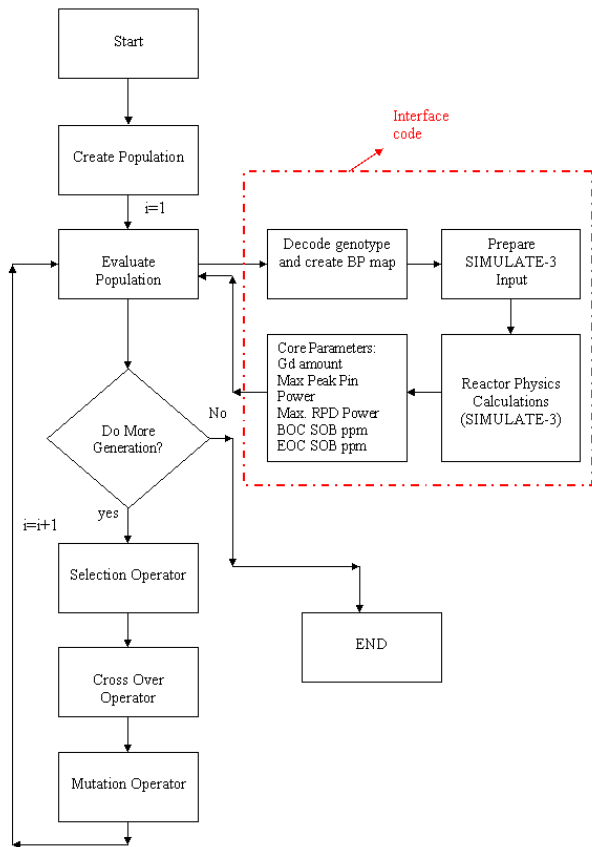 Start
Interface
code
Create Population
i=1
Evaluate
Population
Decode genotype
and create BP map
Prepare
SIMULATE-3
Input
Core Parameters:
Gd amount
Max Peak Pin
Power
Max. RPD Power
BOC SOB ppm
EOC SOB ppm
Reactor Physics
Calculations
(SIMULATE-3)
Do More
Generation?
No
yes
i=i+1
Selection Operator
END
Cross Over
Operator
Mutation Operator